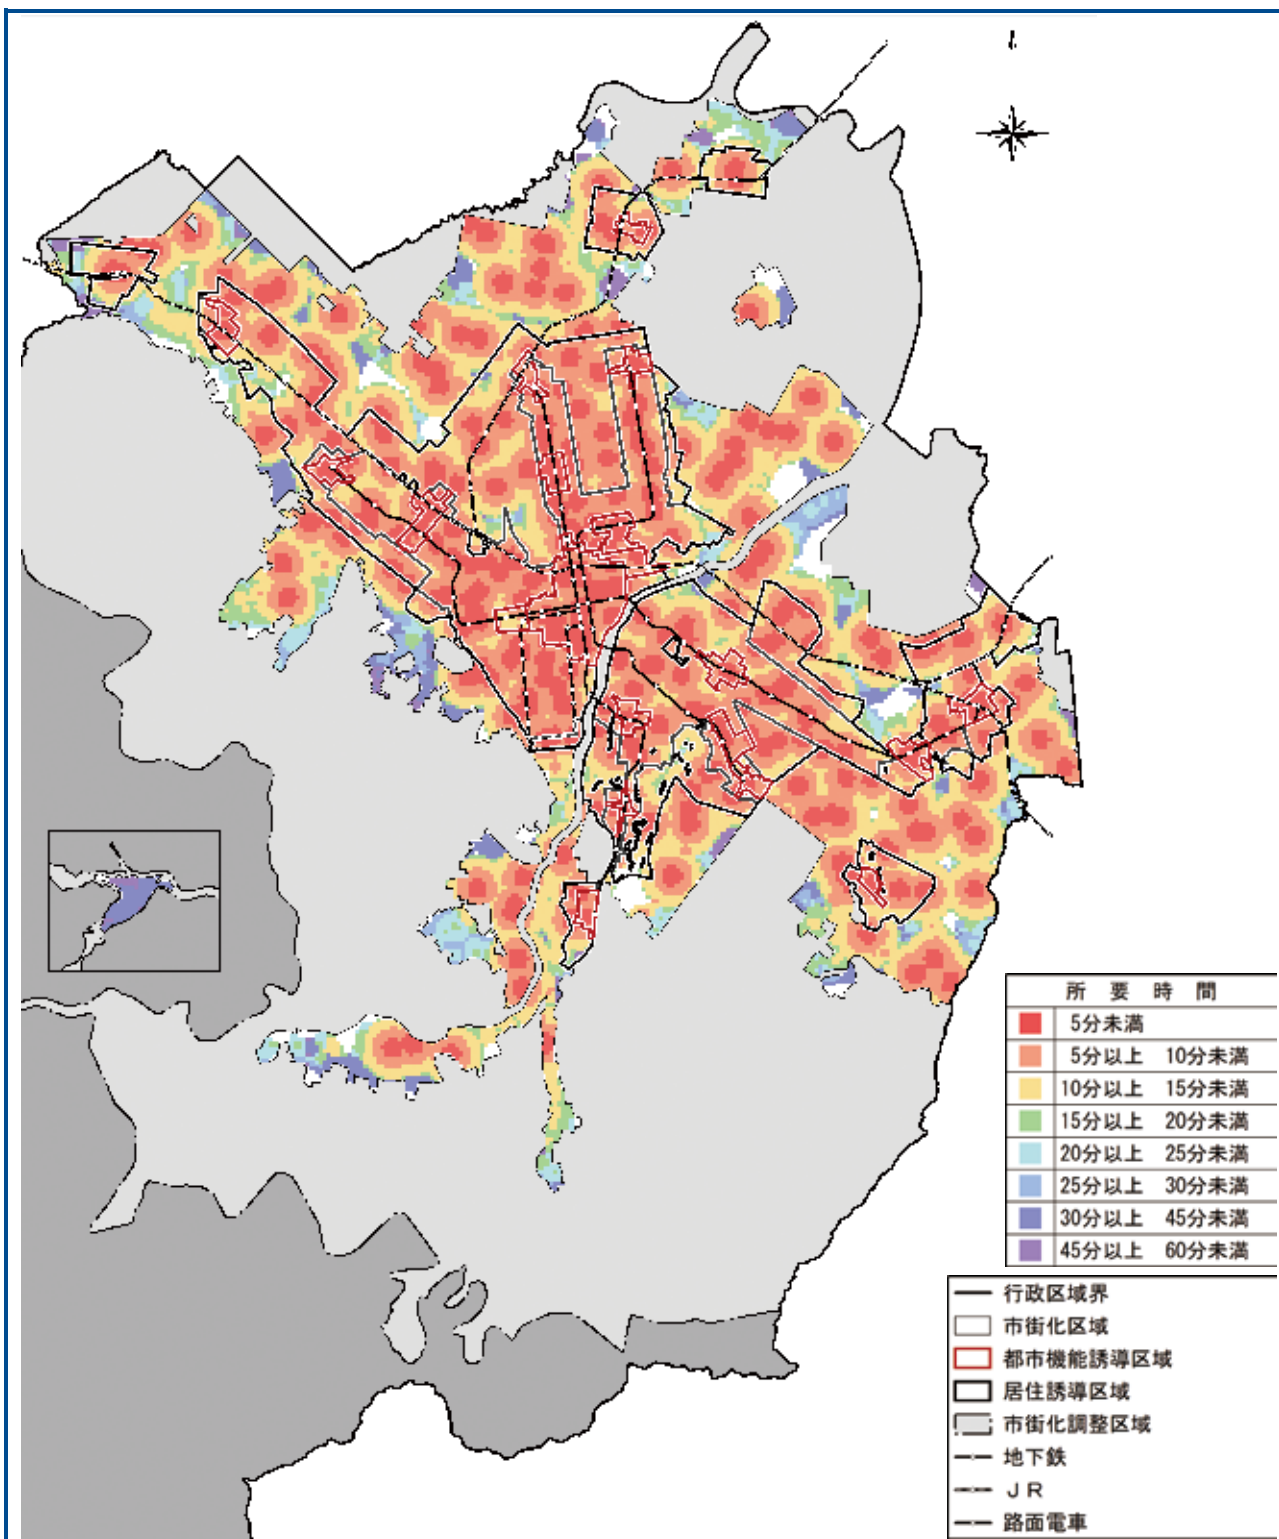 所要時間
5分未満
5分以上 10分未満
10分以上 15分未満
15分以上 20分未満
20分以上 25分未満
25分以上 30分未満
30分以上 45分未満
45分以上 60分未満
行政区域界
市街化区域
都市機能誘導区域
居住誘導区域
市街化調整区域
地下鉄
JR
路面電車